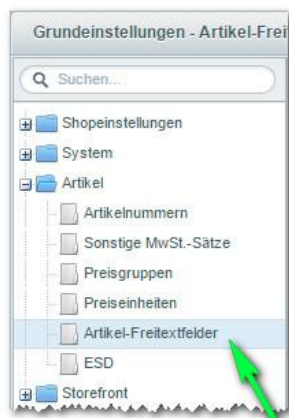 Grundeinstellungen - Artikel-Frei
Suchen...
Shopeinstellungen
System
Artikel
Artikelnummern
Sonstige MwSt.-Sätze
Preisgruppen
Preiseinheiten
Artikel-Freitextfelder
ESD
Storefront